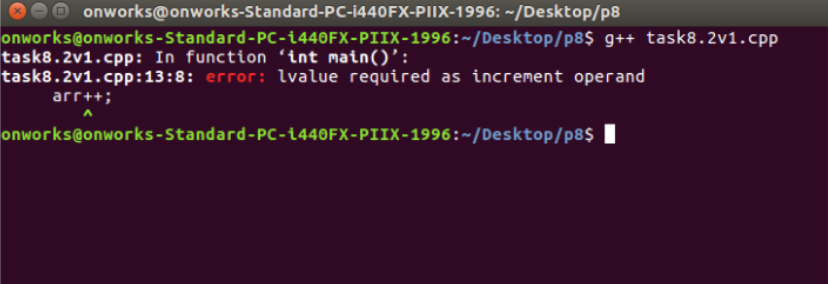 onworks@onworks-Standard-PC-i440FX-PIIX-1996: ~/Desktop/p8
onworks@onworks-Standard-PC-i440FX-PIIX-1996:~/Desktop/p8$ g++ task8.2v1.cpp
task8.2v1.cpp: In function ‘int main()’:
task8.2v1.cpp:13:8: error: lvalue required as increment operand
     arr++;
        ^
onworks@onworks-Standard-PC-i440FX-PIIX-1996:~/Desktop/p8$